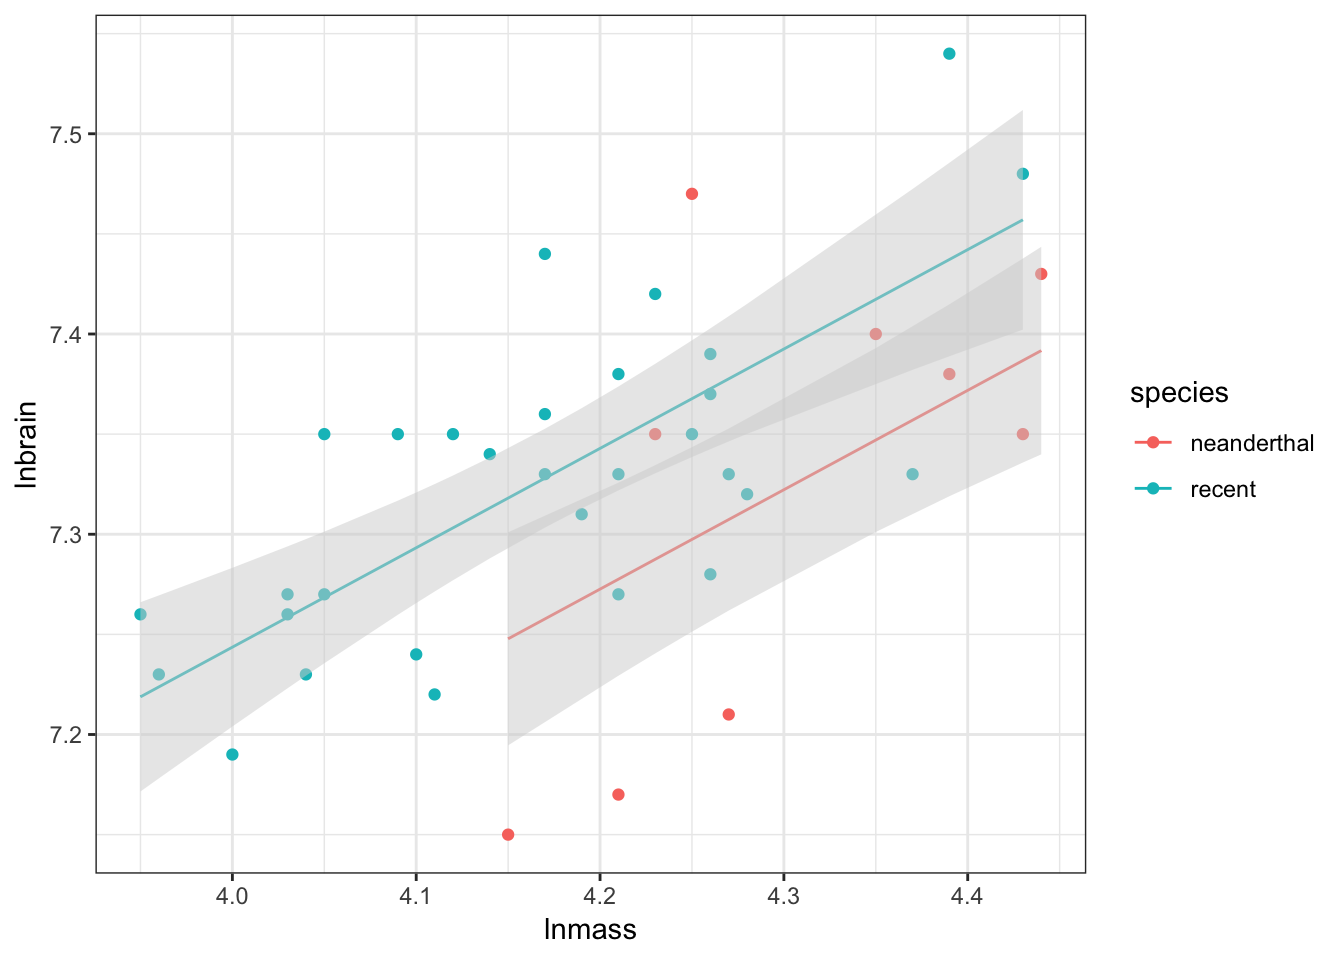 7.5
7.4
7.3
7.2
lnbrain
4.0 4.1 4.2 4.3 4.4
lnmass
species
neanderthal
recent